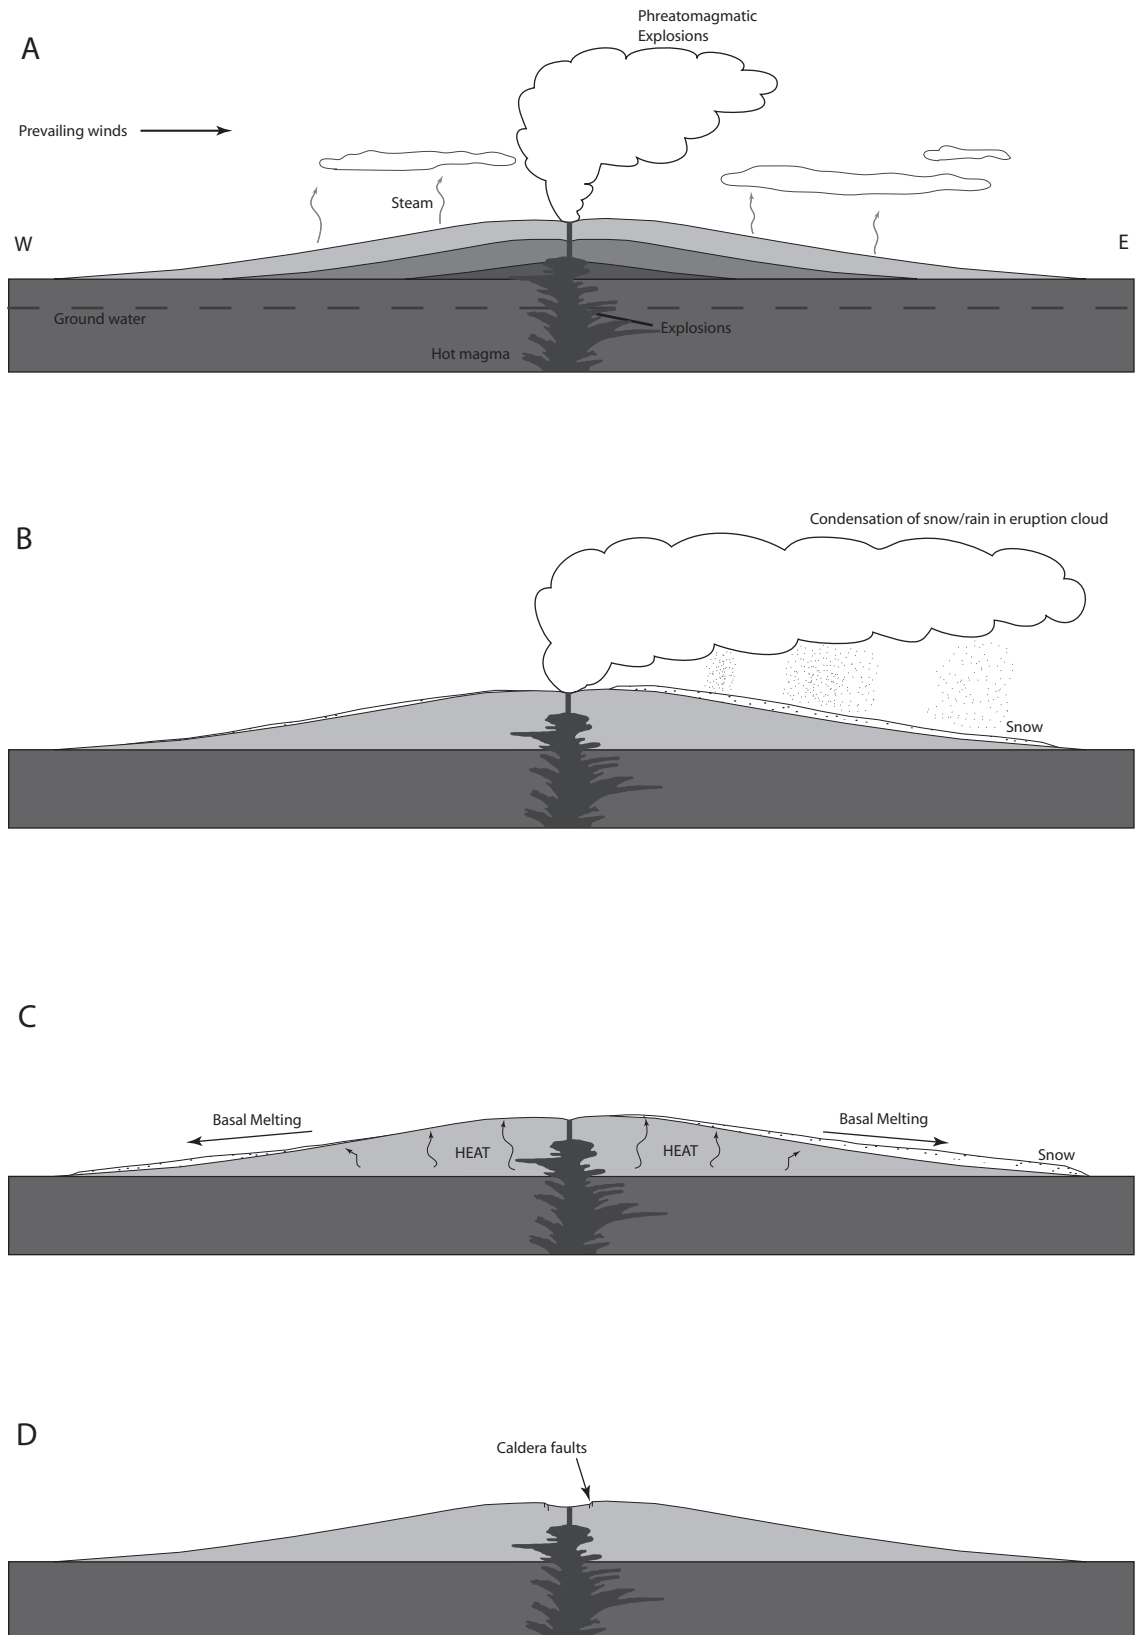 A
Phreatomagmatic
Explosions
Prevailing winds
Steam
W
E
Ground water
Explosions
Hot magma
B
Condensation of snow/rain in eruption cloud
Snow
C
Basal Melting
Basal Melting
HEAT
HEAT
Snow
D
Caldera faults